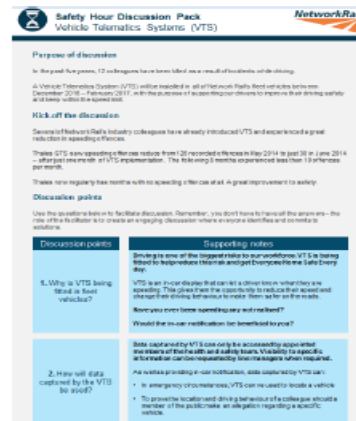 Safety Hour Discussion Pack
Vehicle Telematics Systems (VTS)
NetworkRa
Purpose of discussion
In the past five years, 12 colleagues have been killed as a result of incidents while driving.
A Vehicle Telematics System (VTS) will be installed in all of Network Rail's fleet vehicles between
December 2016 – February 2017, with the purpose of supporting our drivers to improve their driving safety
and keep within the speed limit.
Kick off the discussion
Several of Network Rail's industry colleagues have already introduced VTS and experienced a great
reduction in speeding offences.
Thales GTS saw speeding offences reduce from 126 recorded offences in May 2014 to just 30 in June 2014
– after just one month of VTS implementation. The following 6 months experienced less than 10 offences
per month.
Thales now regularly has months with no speeding offences at all. A great improvement to safety.
Discussion points
Use the questions below to facilitate discussion. Remember, you don't have to have all the answers – the
role of the facilitator is to create an engaging discussion where everyone identifies and commits to
solutions.
Discussion points
Supporting notes
1. Why is VTS being
fitted in fleet
vehicles?
Driving is one of the biggest risks to our workforce. VTS is being
fitted to help reduce this risk and get Everyone Home Safe Every
day.
VTS is an in-car display that can let a driver know when they are
speeding. This gives them the opportunity to reduce their speed and
change their driving behaviour to make them safer on the roads.
Have you ever been speeding and not realised?
Would the in-car notification be beneficial to you?
2. How will data
captured by the VTS
be used?
Data captured by VTS can only be accessed by appointed
members of the health and safety team. Visibility to specific
information can be requested by line managers when required.
As well as providing in-car notification, data captured by VTS can:
• In emergency circumstances, VTS can be used to locate a vehicle
• To prove the location and driving behaviour of a colleague should a
member of the public make an allegation regarding a specific
vehicle.